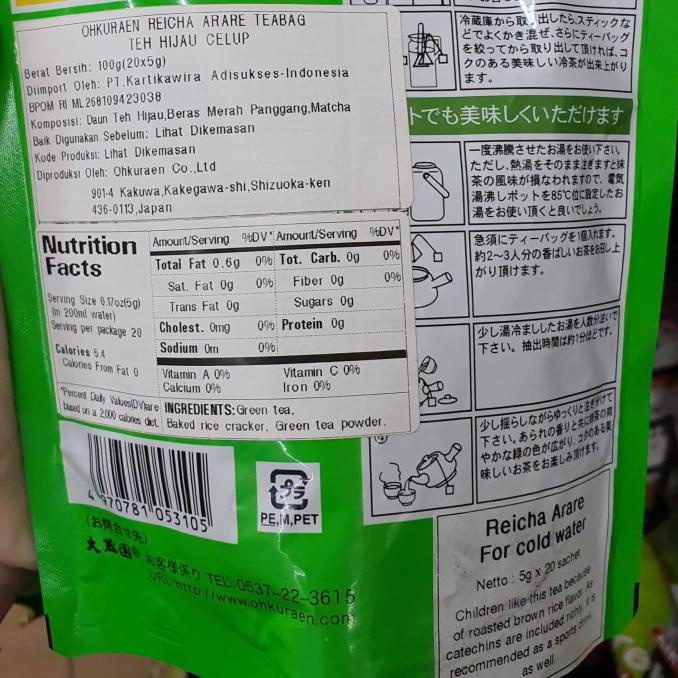 OHKURAEN REICHA ARARE TEABAG
TEH HIJAU CELUP
Berat Bersih: 100g(20x5g)
Diimport Oleh: PT.Kartikawira Adisukses-Indonesia
BPOM RI ML268109423038
Komposisi: Daun Teh Hijau,Beras Merah Panggang,Matcha
Baik Digunakan Sebelum: Lihat Dikemasan
Kode Produksi: Lihat Dikemasan
Diproduksi Oleh: Ohkuraen Co.,Ltd
901-4 Kakuwa,Kakegawa-shi,Shizuoka-ken
436-0113,Japan
Nutrition
Facts
Serving Size 0.17oz(5g)
(in 200ml water)
Serving per package 20
Calories 5.4
Calories From Fat 0
*Percent Daily Values(DV)are
based on a 2,000 calories diet.
Amount/Serving %DV* Amount/Serving %DV*
Total Fat 0.6g 0% Tot. Carb. 0g 0%
Sat. Fat 0g 0% Fiber 0g 0%
Trans Fat 0g Sugars 0g
Cholest. 0mg 0% Protein 0g
Sodium 0m 0%
Vitamin A 0% Vitamin C 0%
Calcium 0% Iron 0%
INGREDIENTS: Green tea,
Baked rice cracker, Green tea powder.
4 970781 053105
プラ
PE,M,PET
(お問合せ先)
大蔵園® お客様係り TEL:0537-22-3615
URL http://www.ohkuraen.com
冷蔵庫から取り出したら、スティックな
どでよくかき混ぜ、さらにティーバッグ
を絞ってから取り出して頂ければ、コ
クのある美味しい冷茶が出来上がり
ます。
トでも美味しくいただけます
一度沸騰させたお湯をお使い下さい。
ただし、熱湯をそのまま注ぎますと抹
茶の風味が損なわれますので、電気
湯沸しポットを85℃位に設定したお
湯をお使い頂くと良いでしょう。
急須にティーバッグを1個入れます。
約2〜3人分の香ばしいお茶をお召し上
がり頂けます。
少し湯冷ましたお湯を人数分注いで
下さい。抽出時間は約1分ほどです。
少し揺らしながらゆっくりと注ぎ分けて
下さい。あられの香りと共に抹茶の爽
やかな緑の色が広がり、コクのある美
味しいお茶をお楽しみ頂けます。
Reicha Arare
For cold water
Netto : 5g x 20 sachet
Children like this tea because
of roasted brown rice flavor. As
catechins are included richly, it is
recommended as a sports drink
as well.